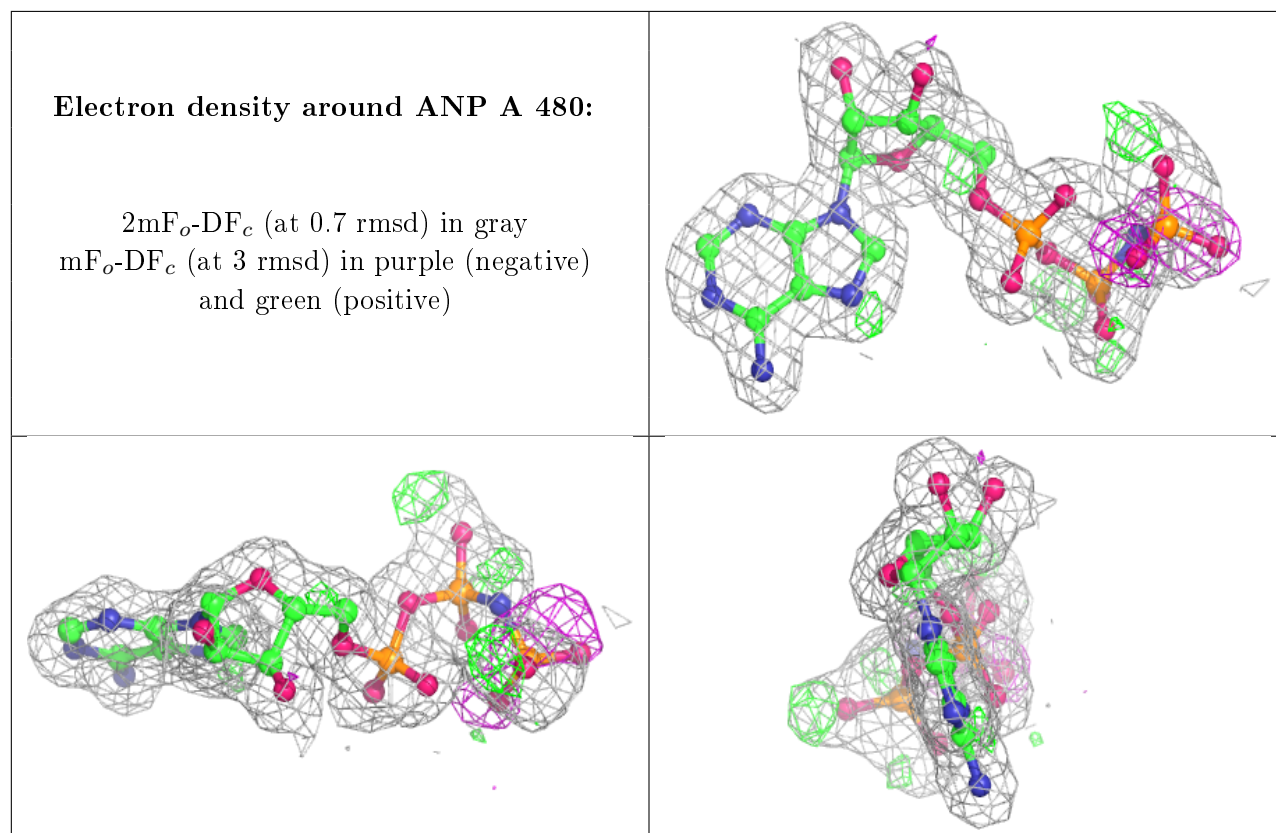 Electron density around ANP A 480:
2mFₒ-DF𝒸 (at 0.7 rmsd) in gray
mFₒ-DF𝒸 (at 3 rmsd) in purple (negative)
and green (positive)